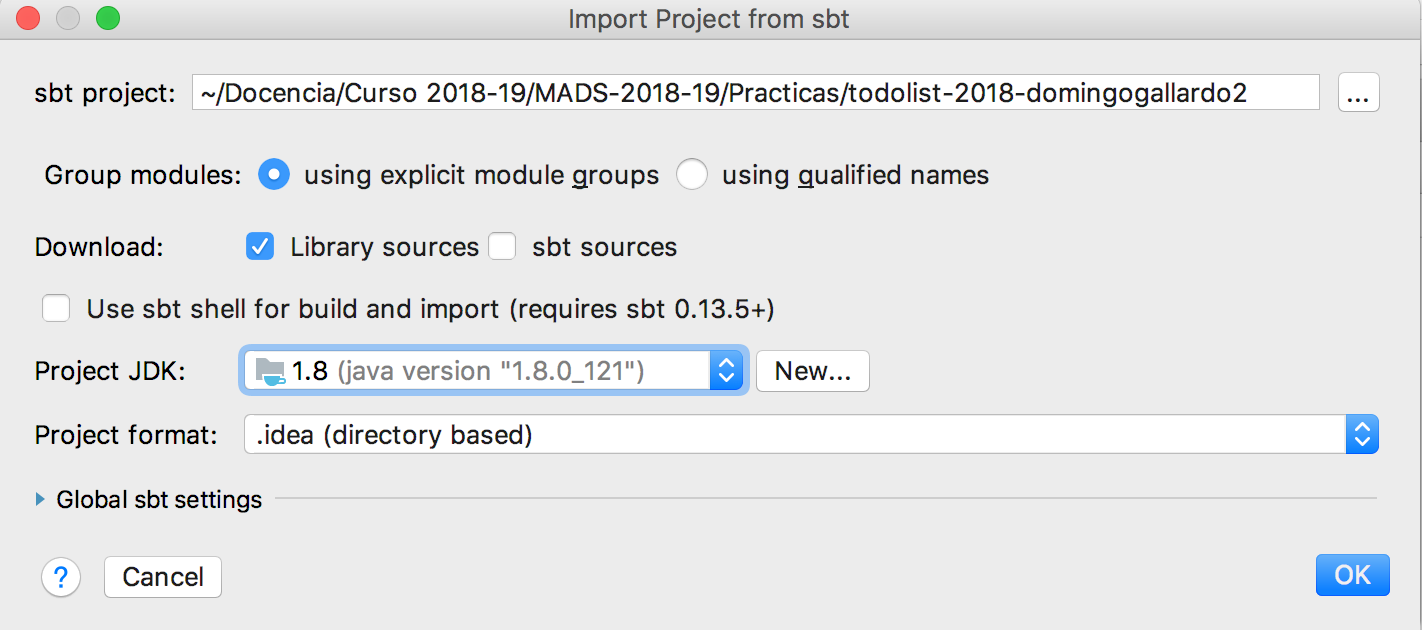 Import Project from sbt
sbt project: ~/Docencia/Curso 2018-19/MADS-2018-19/Practicas/todolist-2018-domingogallardo2 ...
Group modules: using explicit module groups using qualified names
Download: Library sources sbt sources
Use sbt shell for build and import (requires sbt 0.13.5+)
Project JDK: 1.8 (java version "1.8.0_121") New...
Project format: .idea (directory based)
Global sbt settings
? Cancel OK